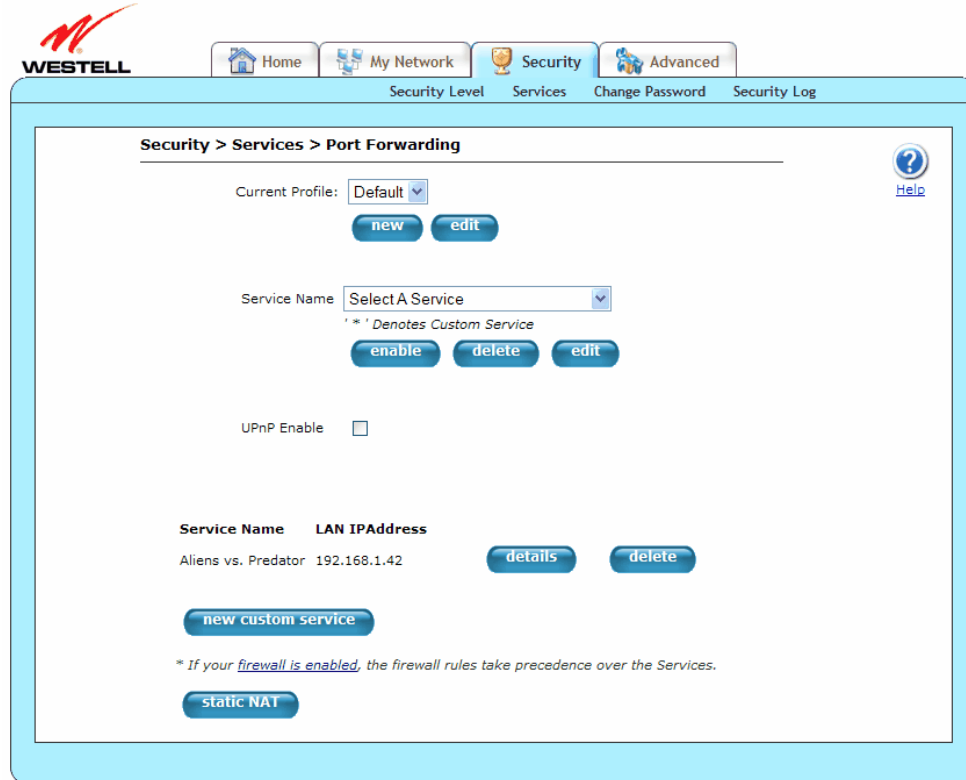 WESTELL
Home My Network Security Advanced
Security Level Services Change Password Security Log
Security > Services > Port Forwarding
?
Help
Current Profile: Default
new edit
Service Name Select A Service
' * ' Denotes Custom Service
enable delete edit
UPnP Enable
Service Name LAN IPAddress
Aliens vs. Predator 192.168.1.42 details delete
new custom service
* If your firewall is enabled, the firewall rules take precedence over the Services.
static NAT